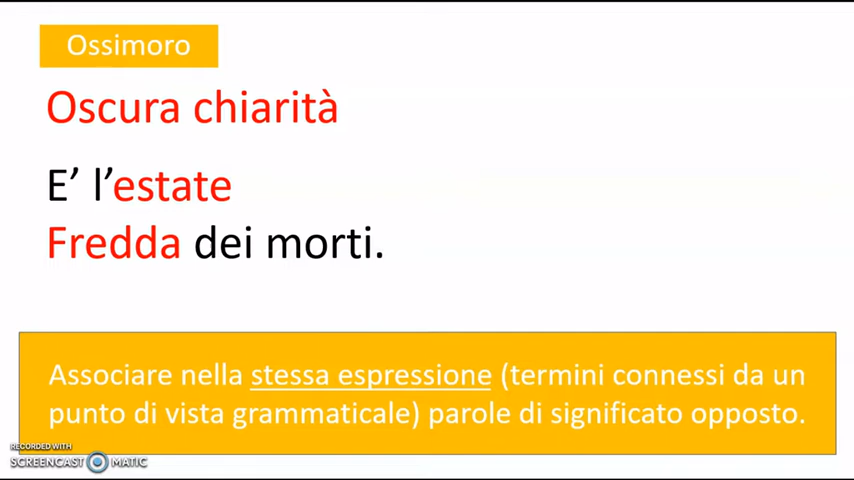 Ossimoro
Oscura chiarità
E’ l’estate
Fredda dei morti.
Associare nella stessa espressione (termini connessi da un
punto di vista grammaticale) parole di significato opposto.
RECORDED WITH
SCREENCAST MATIC